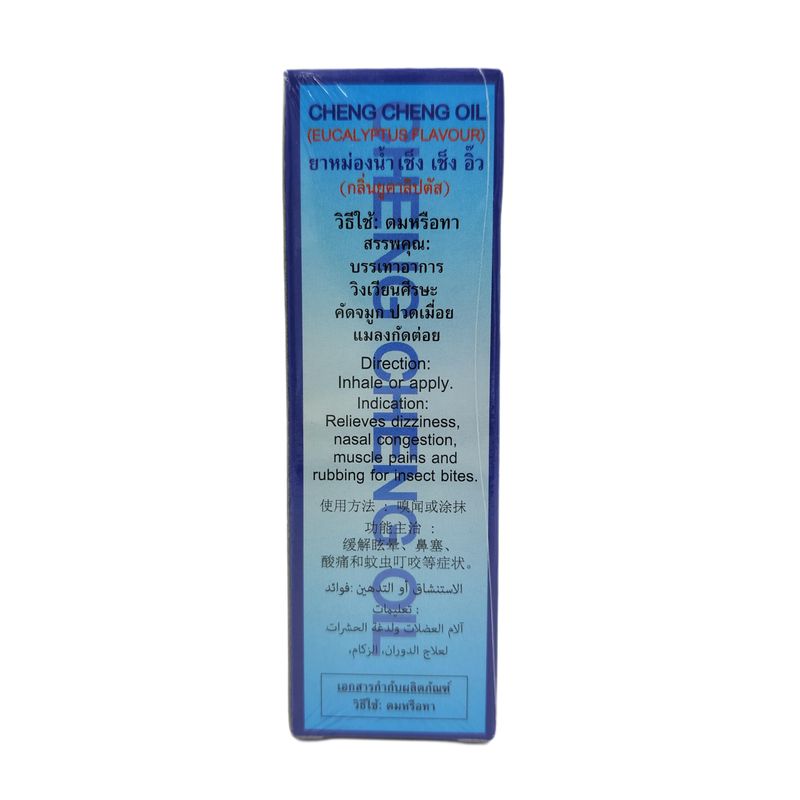 CHENG CHENG OIL
(EUCALYPTUS FLAVOUR)
ยาหม่องน้ำ เซ็ง เซ็ง อิ๊ว
(กลิ่นยูคาลิปตัส)
วิธีใช้: ดมหรือทา
สรรพคุณ:
บรรเทาอาการ
วิงเวียนศีรษะ
คัดจมูก ปวดเมื่อย
แมลงกัดต่อย
Direction:
Inhale or apply.
Indication:
Relieves dizziness,
nasal congestion,
muscle pains and
rubbing for insect bites.
使用方法 : 嗅闻或涂抹
功能主治 :
缓解眩晕、鼻塞、
酸痛和蚊虫叮咬等症状。
الاستنشاق أو التدهين :فوائد
: تعليمات
آلام العضلات ولدغة الحشرات
لعلاج الدوران، الزكام,
เอกสารกำกับผลิตภัณฑ์
วิธีใช้: ดมหรือทา
CHENG CHENG OIL